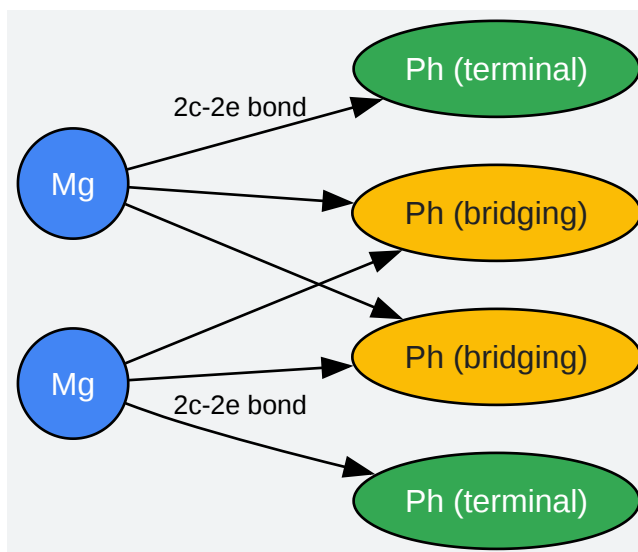 Ph (terminal)
2c-2e bond
Mg
Ph (bridging)
Ph (bridging)
Mg
2c-2e bond
Ph (terminal)